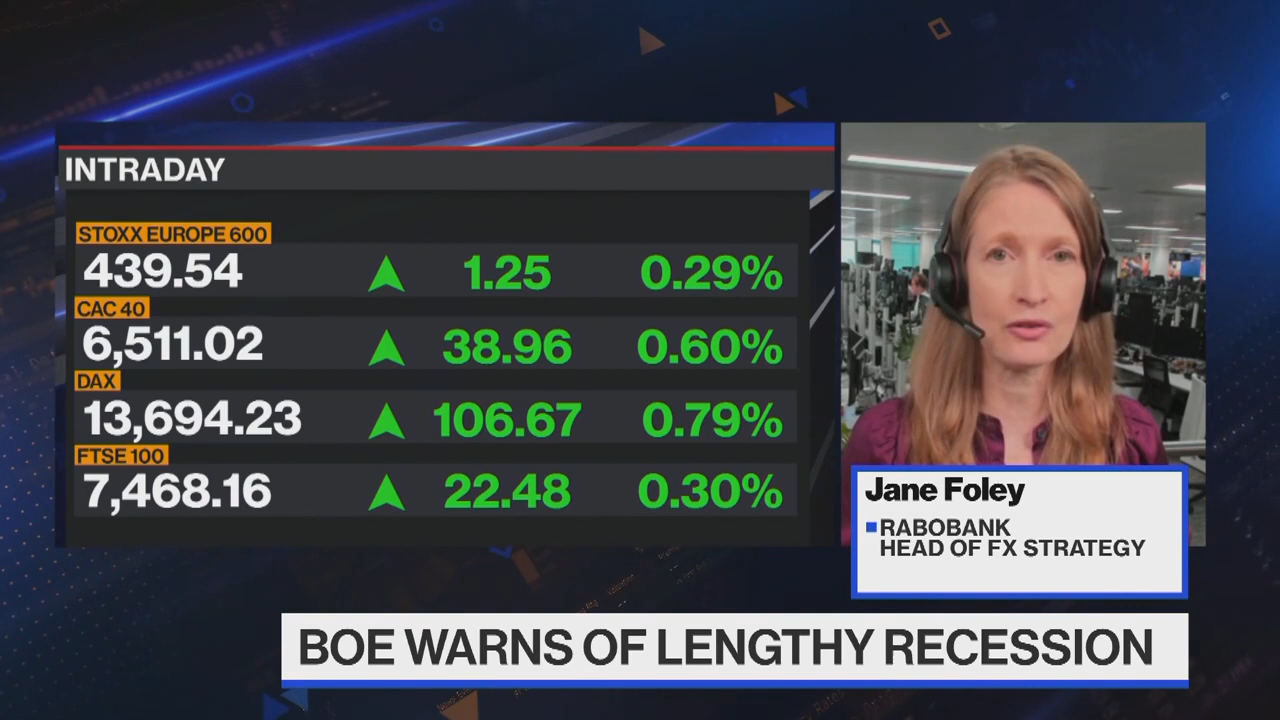 INTRADAY
STOXX EUROPE 600
439.54 1.25 0.29%
CAC 40
6,511.02 38.96 0.60%
DAX
13,694.23 106.67 0.79%
FTSE 100
7,468.16 22.48 0.30%
Jane Foley
RABOBANK
HEAD OF FX STRATEGY
BOE WARNS OF LENGTHY RECESSION